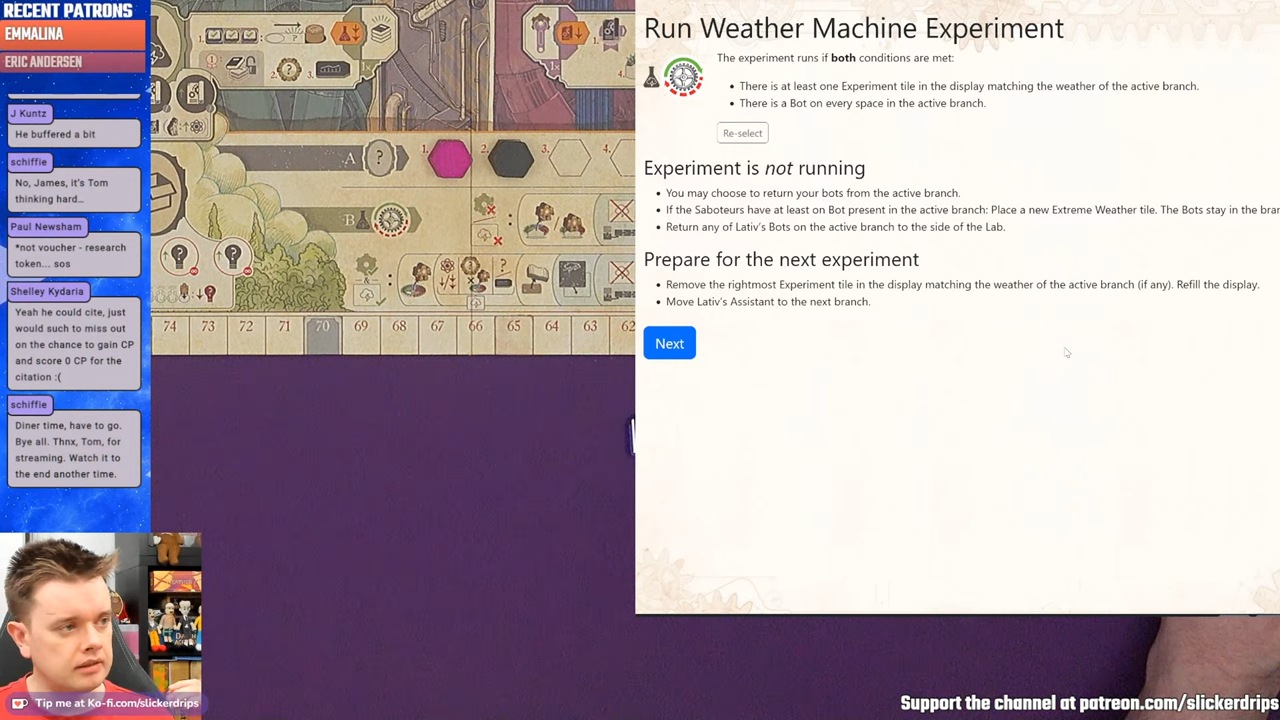 RECENT PATRONS
EMMALINA
ERIC ANDERSEN
J Kuntz
He buffered a bit
schiffie
No, James, it's Tom
thinking hard…
Paul Newsham
*not voucher - research
token... sos
Shelley Kydaria
Yeah he could cite, just
would such to miss out
on the chance to gain CP
and score 0 CP for the
citation :(
schiffie
Diner time, have to go.
Bye all. Thnx, Tom, for
streaming. Watch it to
the end another time.
Tip me at Ko-fi.com/slickerdrips
1.
2.
3.
1.
A
?
1.
2.
3.
4.
B
74
73
72
71
70
69
68
67
66
65
64
63
62
Run Weather Machine Experiment
The experiment runs if both conditions are met:
There is at least one Experiment tile in the display matching the weather of the active branch.
There is a Bot on every space in the active branch.
Re-select
Experiment is not running
You may choose to return your bots from the active branch.
If the Saboteurs have at least on Bot present in the active branch: Place a new Extreme Weather tile. The Bots stay in the bran
Return any of Lativ's Bots on the active branch to the side of the Lab.
Prepare for the next experiment
Remove the rightmost Experiment tile in the display matching the weather of the active branch (if any). Refill the display.
Move Lativ's Assistant to the next branch.
Next
Support the channel at patreon.com/slickerdrips